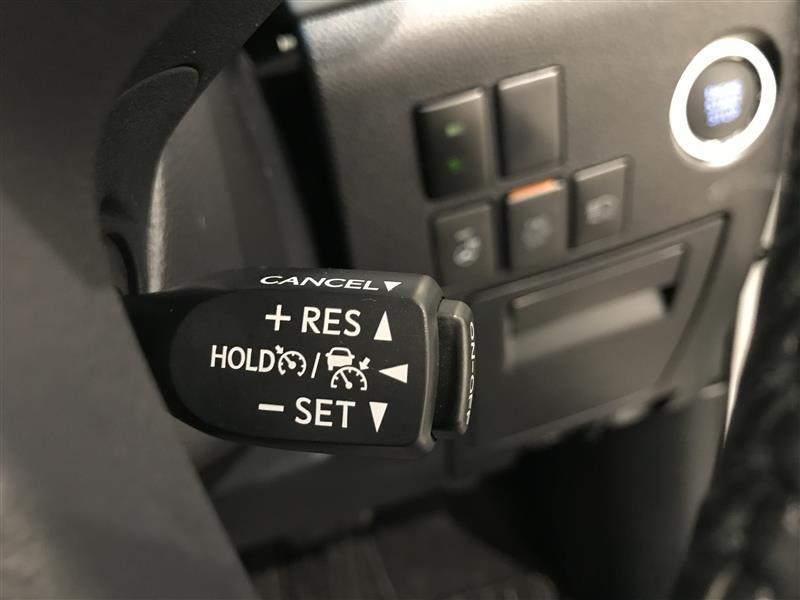 CANCEL▼
+ RES ▲
HOLD / ◀
− SET ▼
ON-OFF